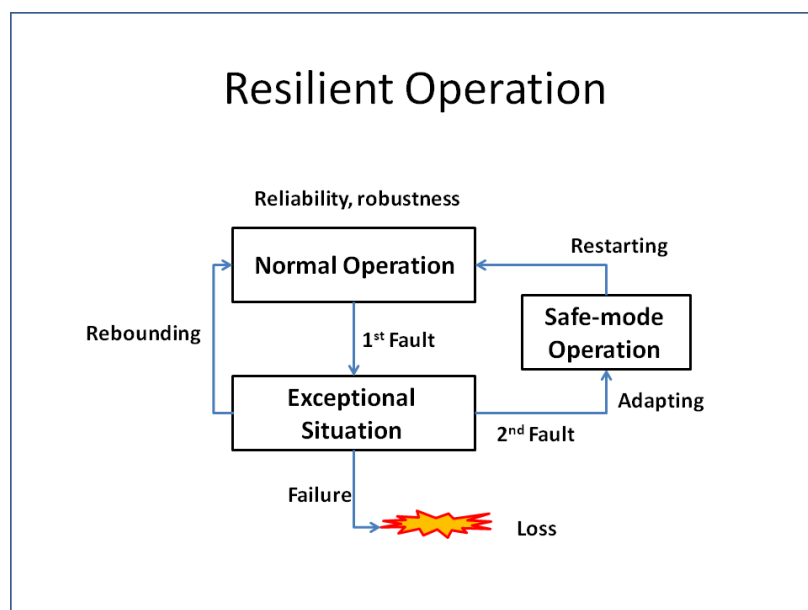 Resilient Operation
Reliability, robustness
Restarting
Normal Operation
Safe-mode
Operation
Rebounding
1st Fault
Exceptional
Situation
Adapting
2nd Fault
Failure
Loss